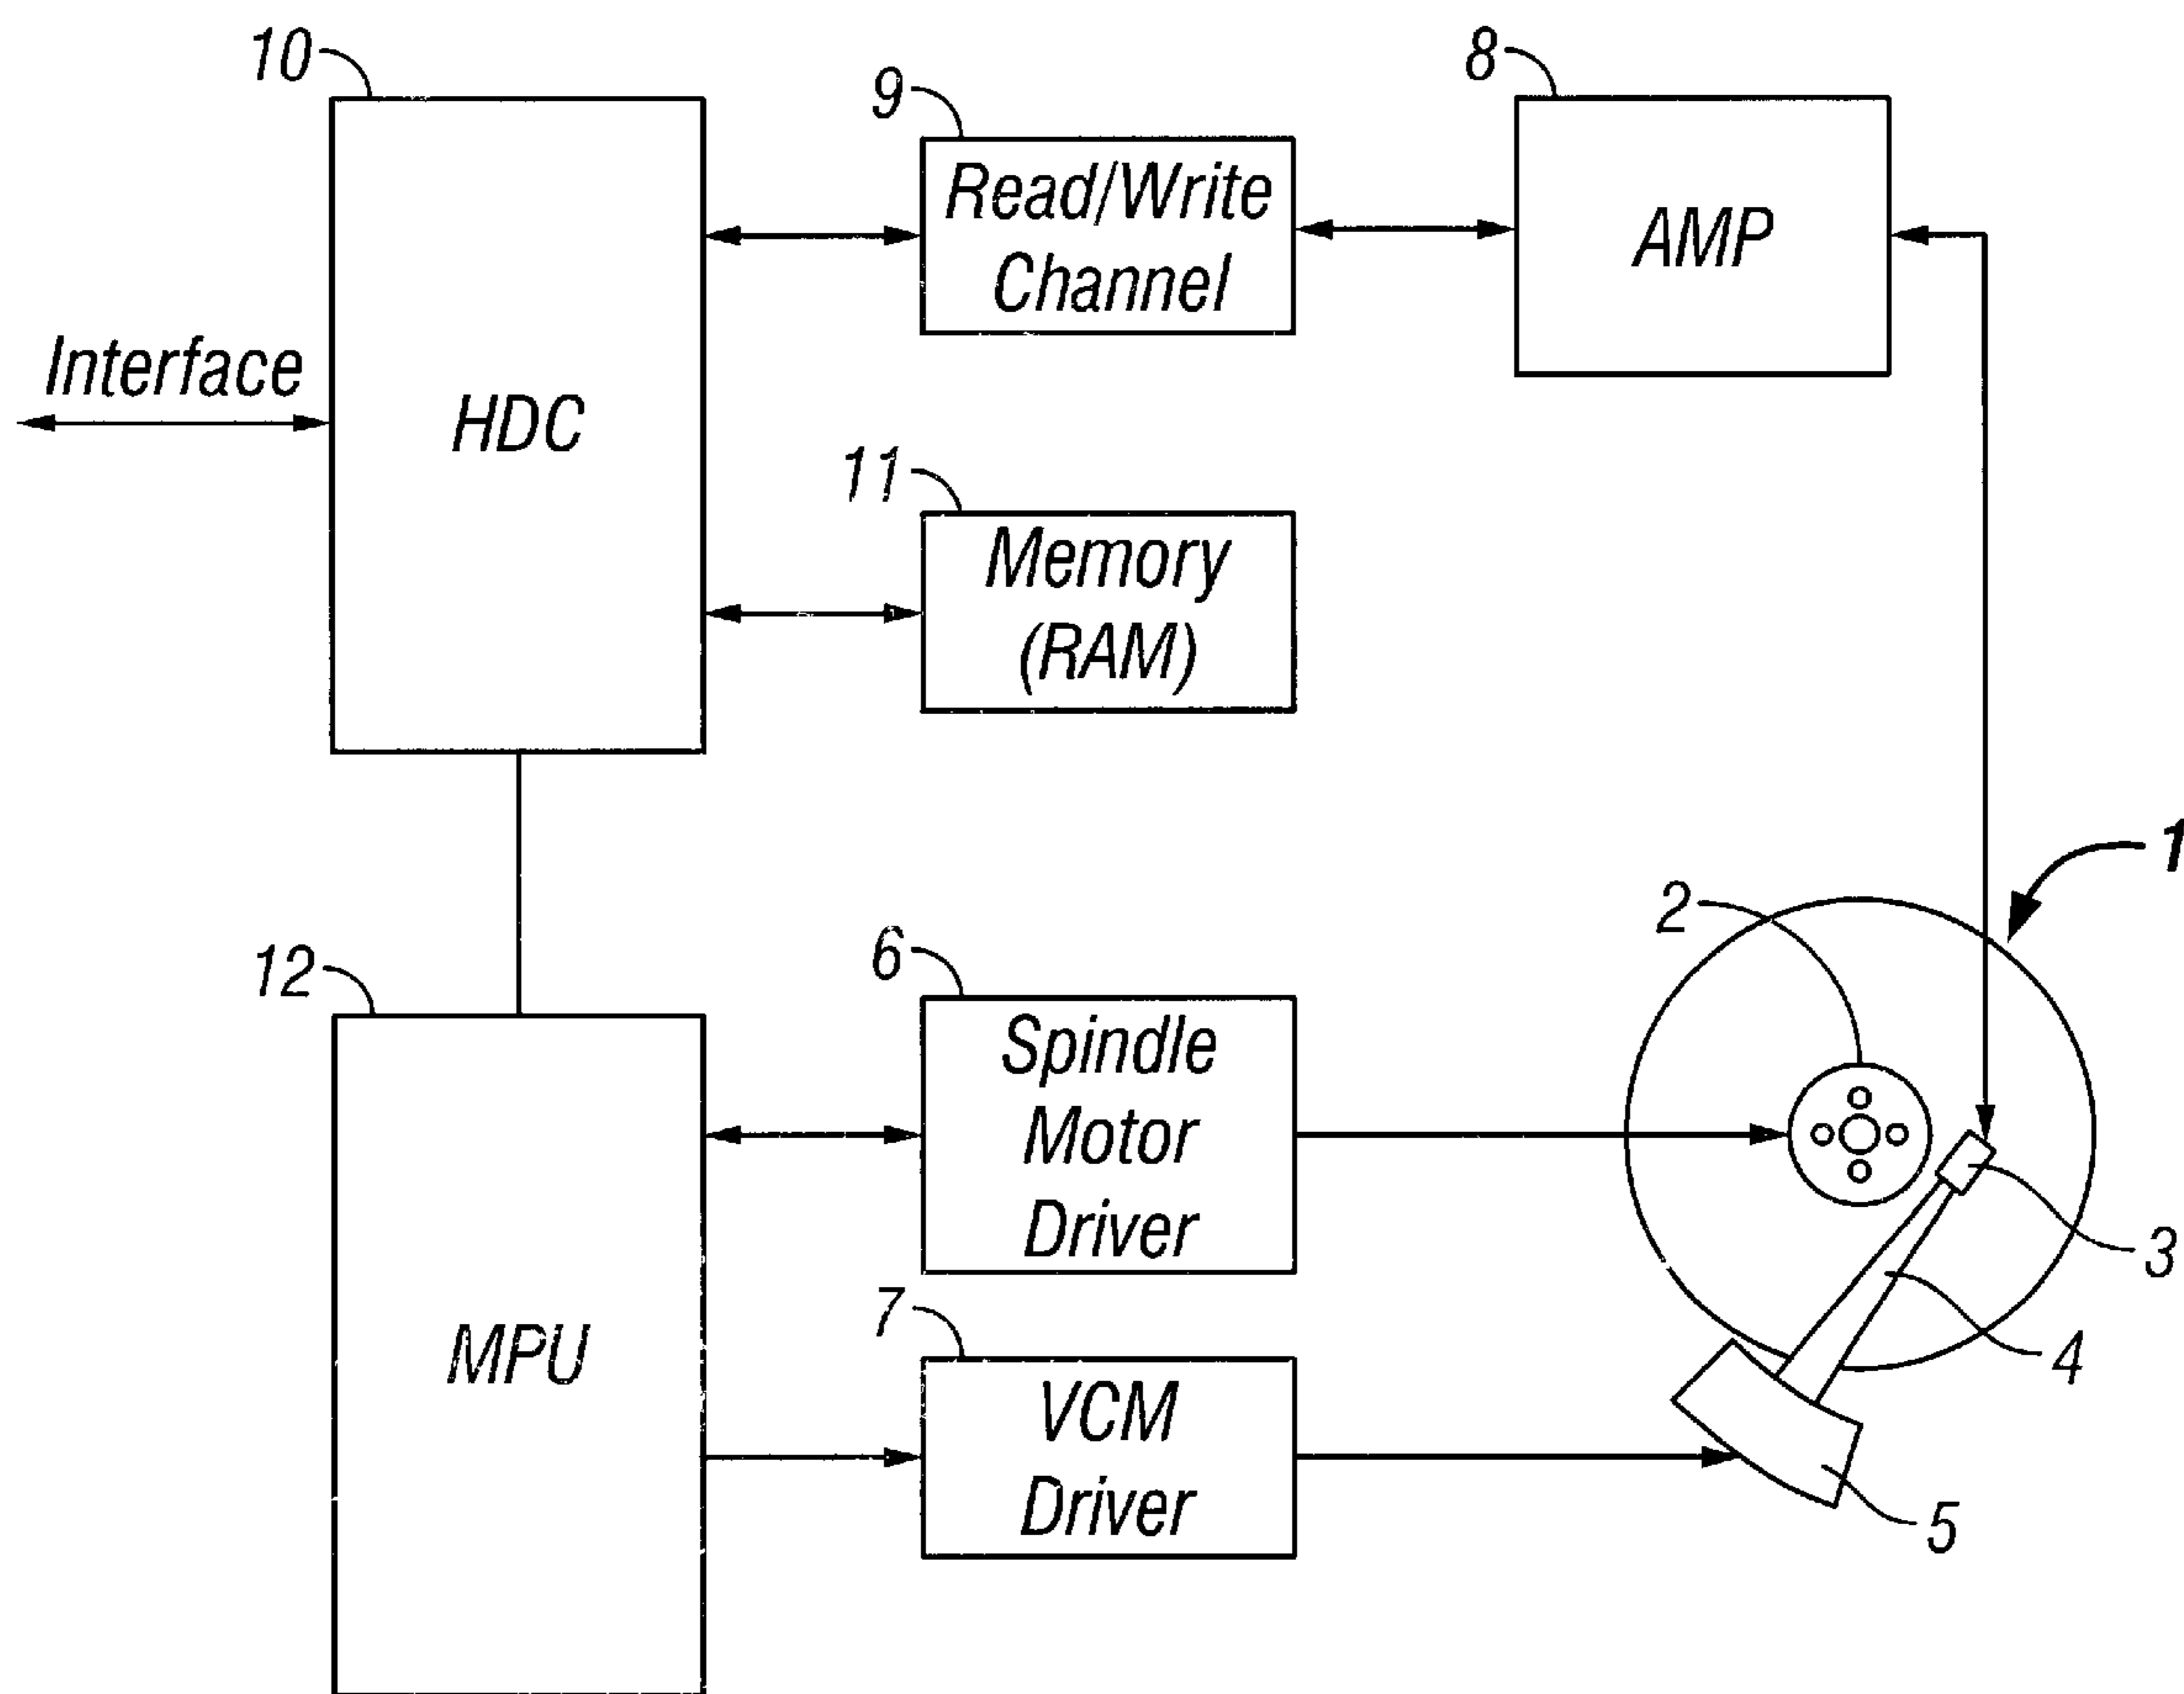 10
9
8
Read/Write
Channel
AMP
Interface
HDC
11
Memory
(RAM)
1
2
12
6
Spindle
Motor
Driver
3
7
MPU
VCM
Driver
4
5